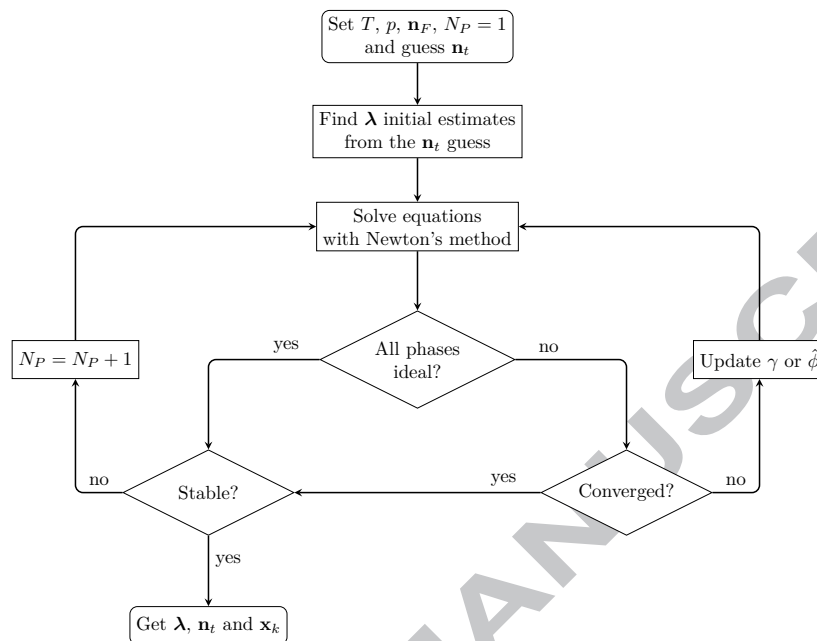 Set T, p, n_F, N_P = 1
and guess n_t
Find λ initial estimates
from the n_t guess
Solve equations
with Newton's method
All phases
ideal?
yes
no
N_P = N_P + 1
Update γ or φ̂
Stable?
Converged?
no
yes
no
yes
Get λ, n_t and x_k